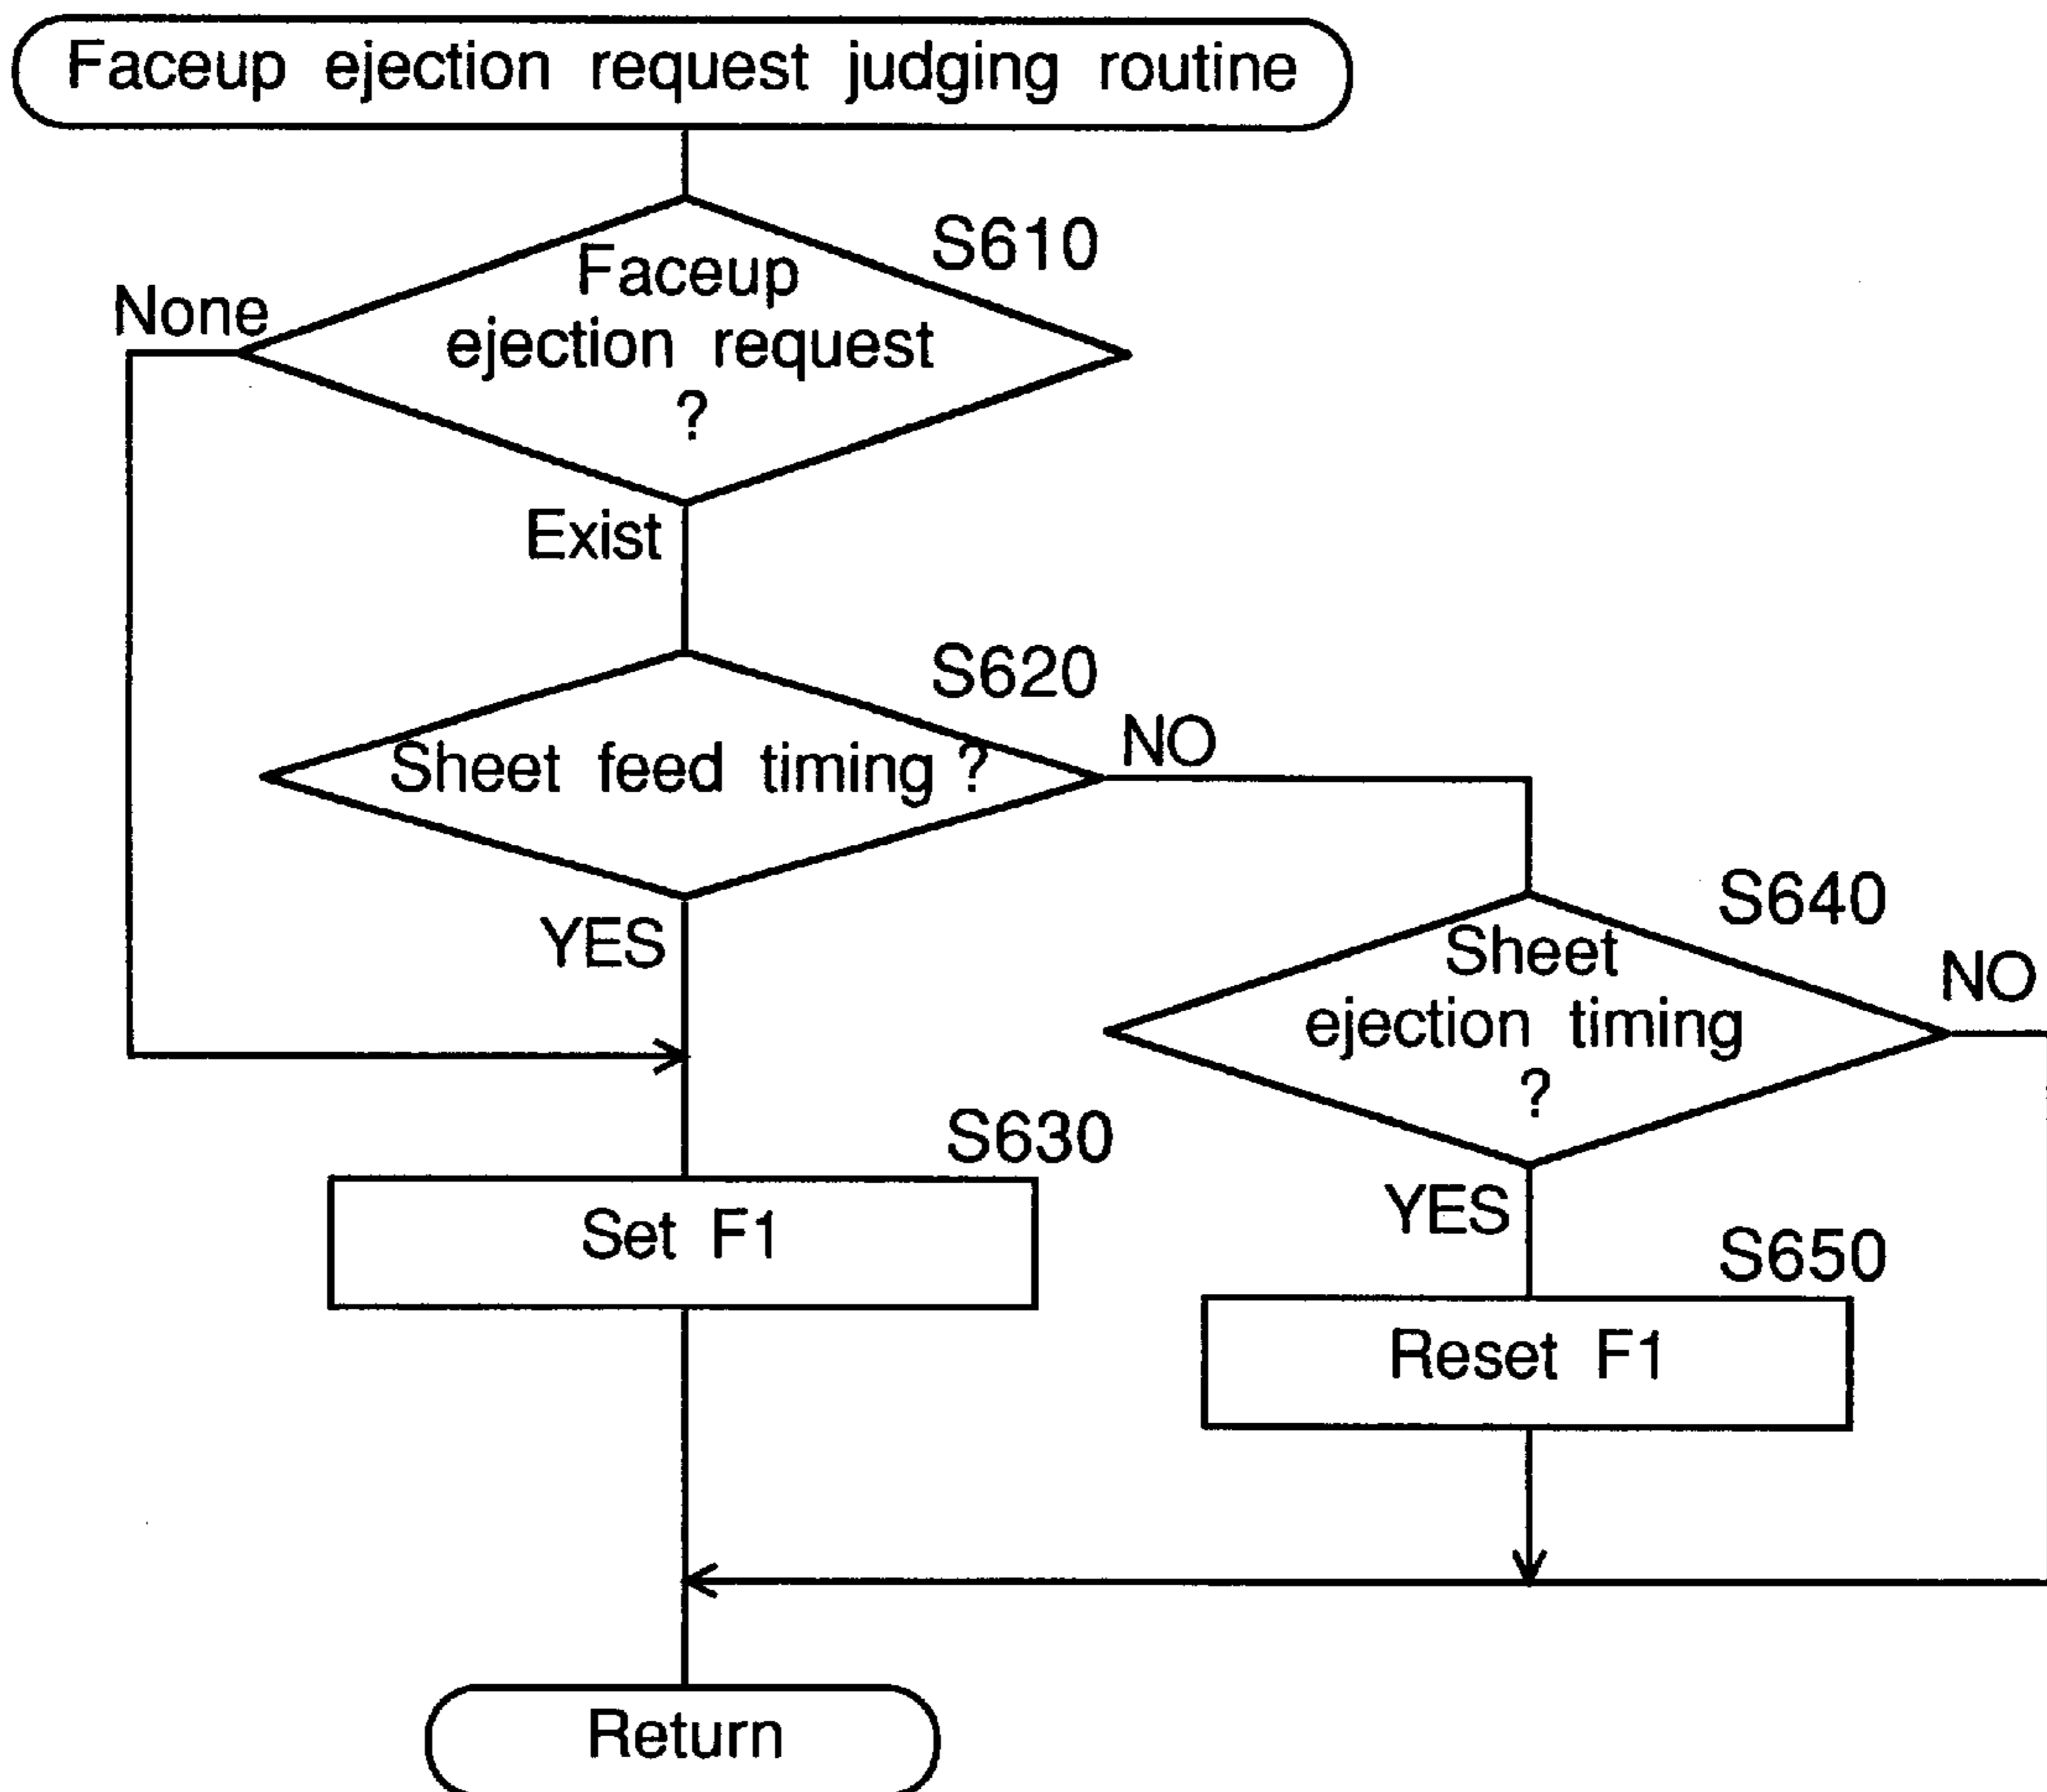 Faceup ejection request judging routine
S610
Faceup
ejection request
?
None
Exist
S620
Sheet feed timing ?
NO
YES
S640
Sheet
ejection timing
?
NO
YES
S630
Set F1
S650
Reset F1
Return